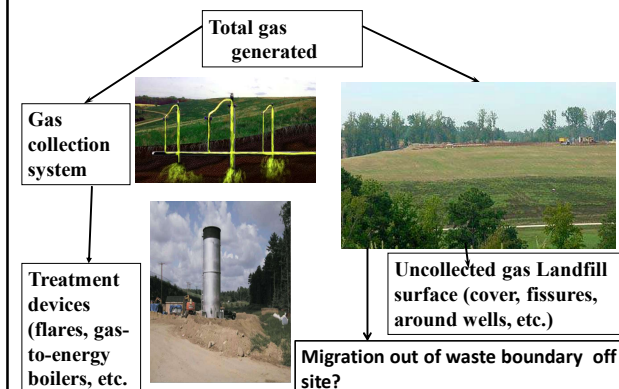 Total gas
generated
Gas
collection
system
Treatment
devices
(flares, gas-
to-energy
boilers, etc.
Uncollected gas Landfill
surface (cover, fissures,
around wells, etc.)
Migration out of waste boundary off
site?